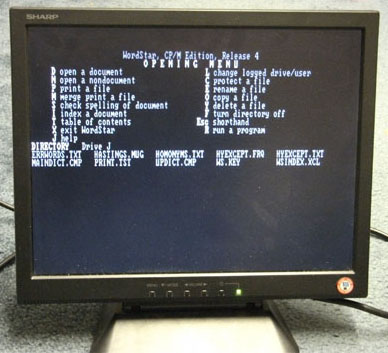 SHARP
WordStar, CP/M Edition, Release 4
OPENING MENU
D open a document L change logged drive/user
N open a nondocument C protect a file
P print a file E rename a file
M merge print a file O copy a file
S check spelling of document Y delete a file
I index a document F turn directory off
T table of contents Esc shorthand
X exit WordStar R run a program
J help
DIRECTORY Drive J
ERRWORDS.TXT HASTINGS.MUG HOMONYMS.TXT HYEXCEPT.FRQ HYEXCEPT.TXT
MAINDICT.CMP PRINT.TST UPDICT.CMP WS.KEY WSINDEX.XCL